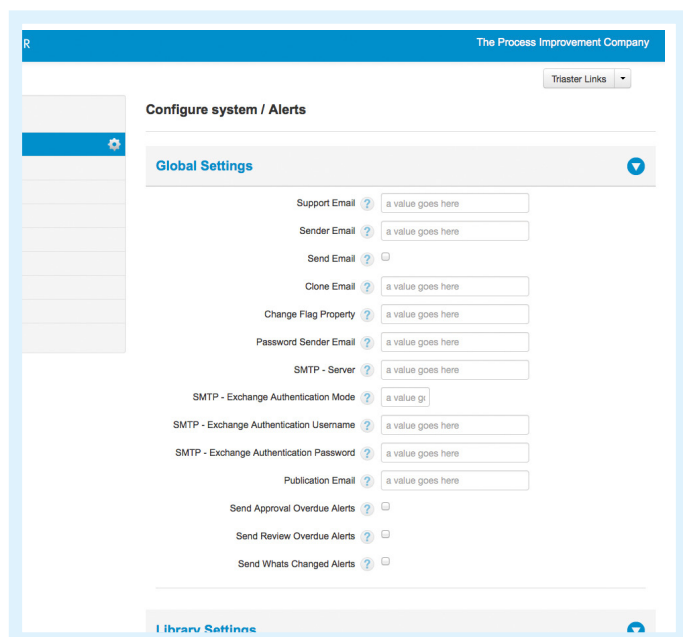 R
The Process Improvement Company
Triaster Links
Configure system / Alerts
Global Settings
Support Email ? a value goes here
Sender Email ? a value goes here
Send Email ?
Clone Email ? a value goes here
Change Flag Property ? a value goes here
Password Sender Email ? a value goes here
SMTP - Server ? a value goes here
SMTP - Exchange Authentication Mode ? a value go
SMTP - Exchange Authentication Username ? a value goes here
SMTP - Exchange Authentication Password ? a value goes here
Publication Email ? a value goes here
Send Approval Overdue Alerts ?
Send Review Overdue Alerts ?
Send Whats Changed Alerts ?
Library Settings